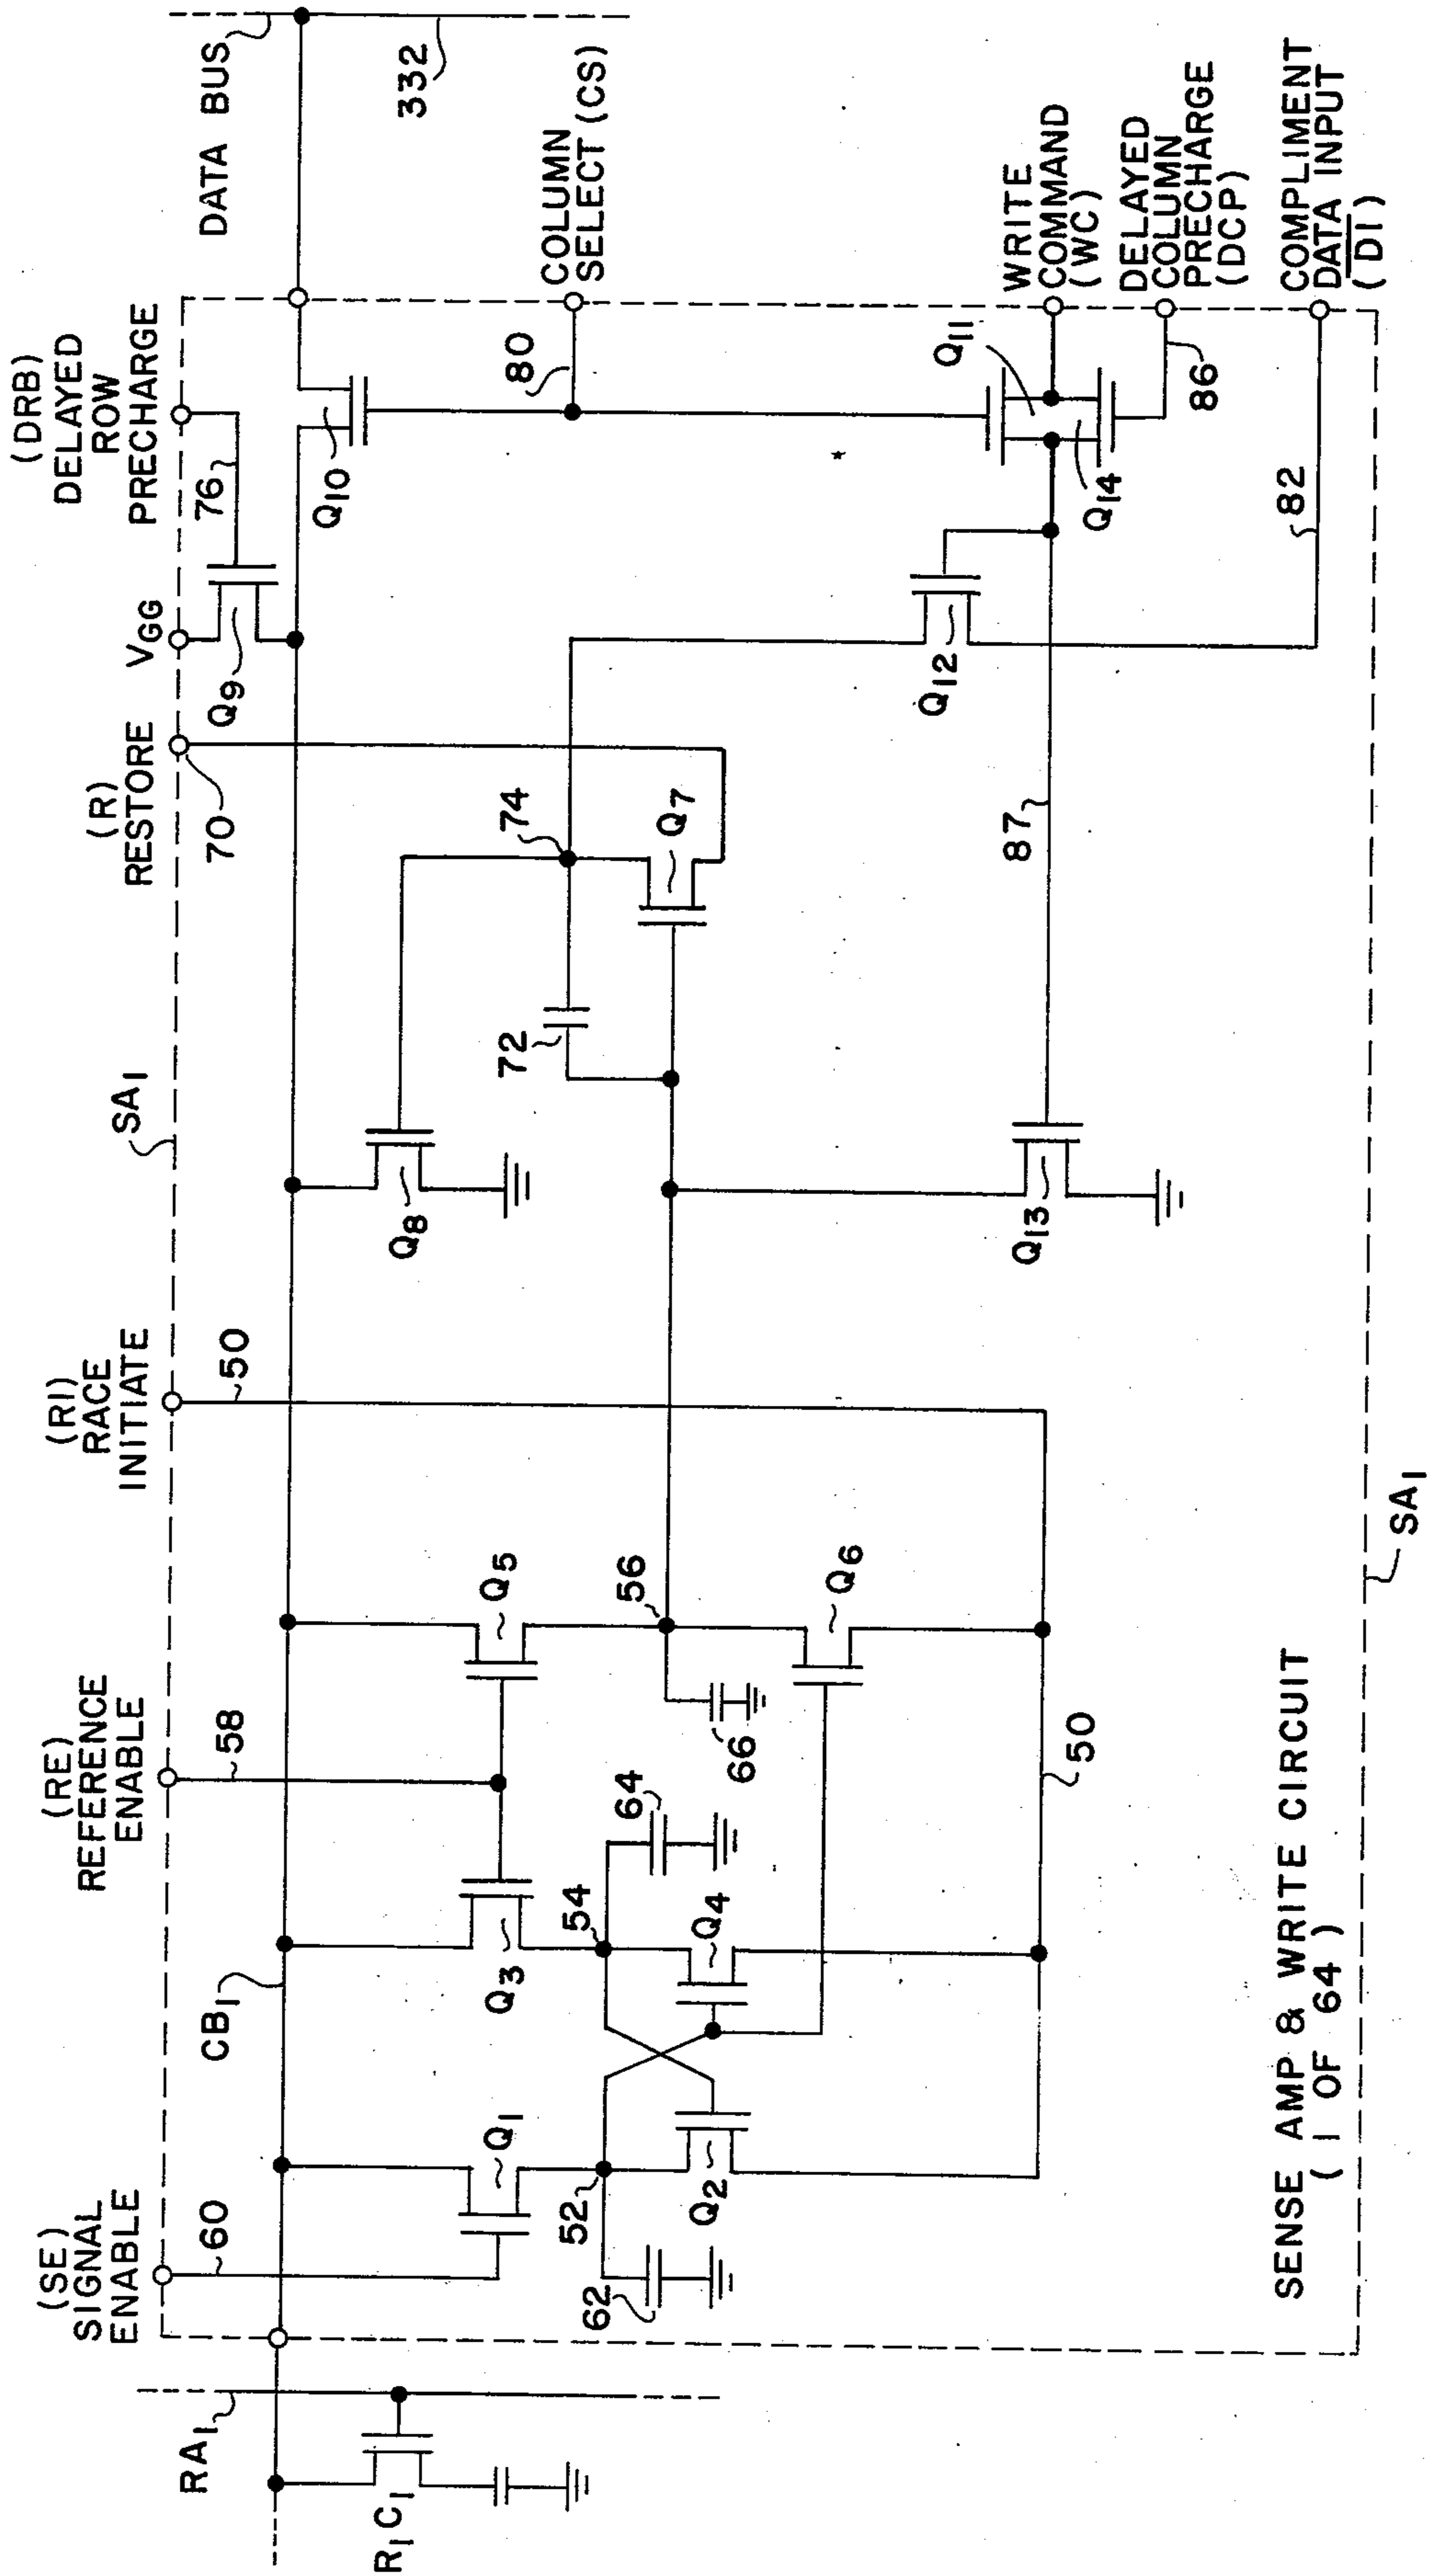 (SE)
SIGNAL
ENABLE
(RE)
REFERENCE
ENABLE
(RI)
RACE
INITIATE
(R)
RESTORE
VGG
(DRB)
DELAYED
ROW
PRECHARGE
DATA BUS
RA1
60
58
50
SA1
70
76
332
CB1
Q9
R1C1
Q1
Q3
Q5
Q8
Q10
80
COLUMN
SELECT (CS)
52
54
56
72
74
62
64
66
Q2
Q4
Q6
Q7
Q12
Q11
WRITE
COMMAND
(WC)
50
Q13
87
Q14
86
DELAYED
COLUMN
PRECHARGE
(DCP)
82
COMPLIMENT
DATA INPUT
(DI)
SENSE AMP & WRITE CIRCUIT
( 1 OF 64 )
SA1